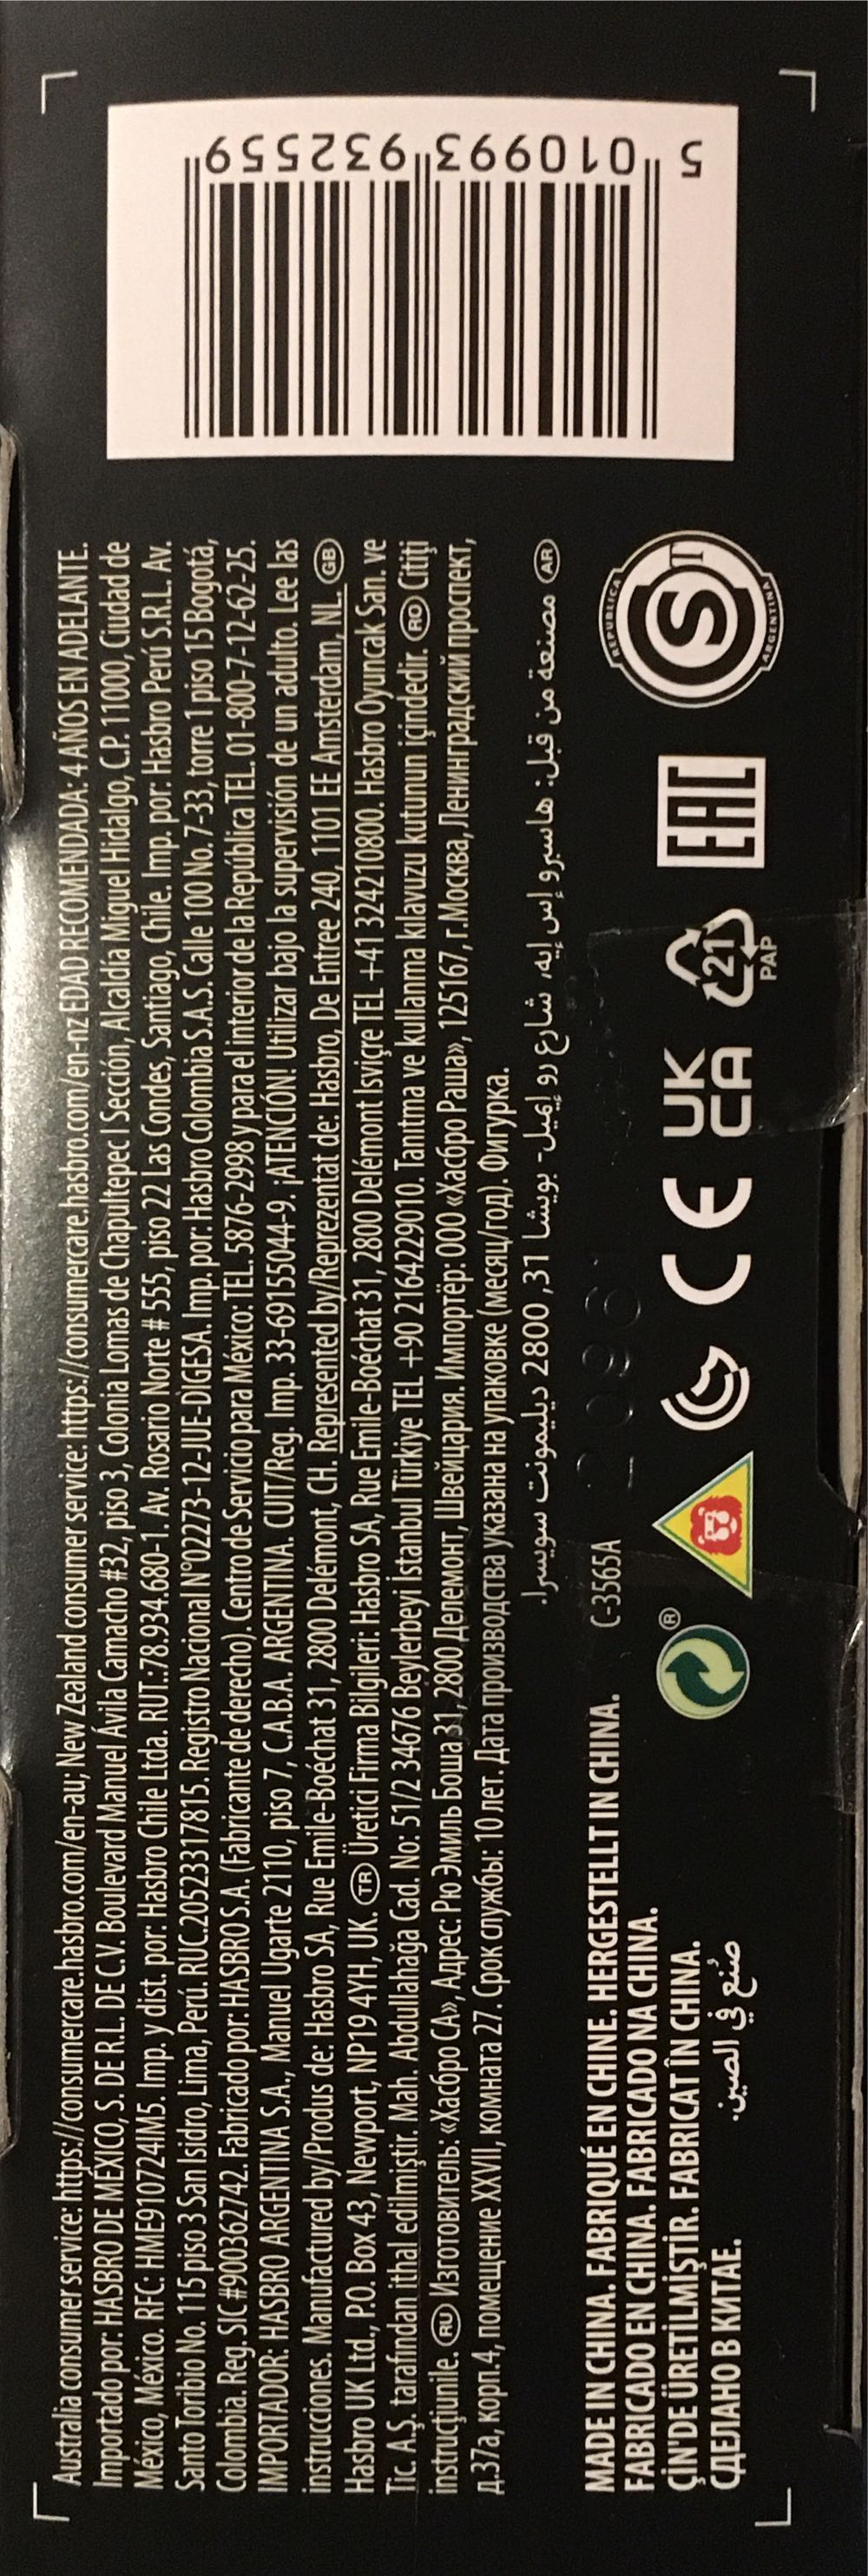 Australia consumer service: https://consumercare.hasbro.com/en-au; New Zealand consumer service: https://consumercare.hasbro.com/en-nz EDAD RECOMENDADA: 4 AÑOS EN ADELANTE.
Importado por: HASBRO DE MÉXICO, S. DE R.L. DE C.V. Boulevard Manuel Ávila Camacho #32, piso 3, Colonia Lomas de Chapultepec I Sección, Alcaldía Miguel Hidalgo, C.P. 11000, Ciudad de
México, México. RFC: HME910724IM5. Imp. y dist. por: Hasbro Chile Ltda. RUT:78.934.680-1. Av. Rosario Norte # 555, piso 22 Las Condes, Santiago, Chile. Imp. por: Hasbro Perú S.R.L. Av.
Santo Toribio No. 115 piso 3 San Isidro, Lima, Perú. RUC.20523317815. Registro Nacional N°02273-12-JUE-DIGESA. Imp. por: Hasbro Colombia S.A.S. Calle 100 No. 7-33, torre 1 piso 15 Bogotá,
Colombia. Reg. SIC #900362742. Fabricado por: HASBRO S.A. (Fabricante de derecho). Centro de Servicio para México: TEL. 5876-2998 y para el interior de la República TEL. 01-800-7-12-62-25.
IMPORTADOR: HASBRO ARGENTINA S.A., Manuel Ugarte 2110, piso 7, C.A.B.A. ARGENTINA. CUIT/Reg. Imp. 33-69155044-9. ¡ATENCIÓN! Utilizar bajo la supervisión de un adulto. Lee las
instrucciones. Manufactured by/Produs de: Hasbro SA, Rue Emile-Boéchat 31, 2800 Delémont, CH. Represented by/Reprezentat de: Hasbro, De Entree 240, 1101 EE Amsterdam, NL. GB
Hasbro UK Ltd., P.O. Box 43, Newport, NP19 4YH, UK. TR Üretici Firma Bilgileri: Hasbro SA, Rue Emile-Boéchat 31, 2800 Delémont Isviçre TEL +41 324210800. Hasbro Oyuncak San. ve
Tic. A.Ş. tarafından ithal edilmiştir. Mah. Abdullahağa Cad. No: 51/2 34676 Beylerbeyi İstanbul Türkiye TEL +90 2164229010. Tanıtma ve kullanma kılavuzu kutunun içindedir. RO Citiţi
instrucţiunile. RU Изготовитель: «Хасбро СА», Адрес: Рю Эмиль Боша 31, 2800 Делемонт, Швейцария. Импортёр: ООО «Хасбро Раша», 125167, г.Москва, Ленинградский проспект,
д.37а, корп.4, помещение XXVII, комната 27. Срок службы: 10 лет. Дата производства указана на упаковке (месяц/год). Фигурка.
AR مصنعة من قبل: هاسبرو إس إيه، شارع رو إيميل- بويشا 31, 2800 ديليمونت سويسرا.
MADE IN CHINA. FABRIQUÉ EN CHINE. HERGESTELLT IN CHINA.
FABRICADO EN CHINA. FABRICADO NA CHINA.
ÇİN'DE ÜRETİLMİŞTİR. FABRICAT ÎN CHINA.
СДЕЛАНО В КИТАЕ. صُنع في الصين.
C-3565A
®
CE
UK
CA
21
PAP
EAC
REPUBLICA
S T
ARGENTINA
5 010993 932559